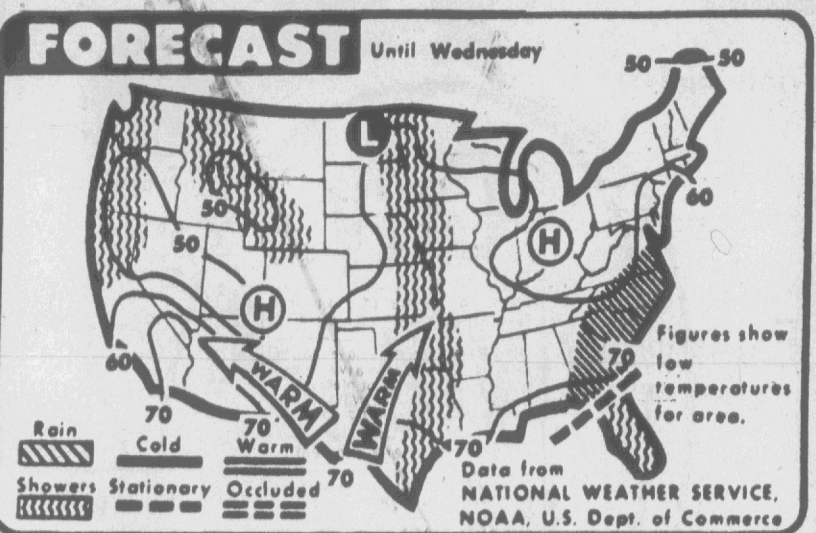 FORECAST Until Wednesday
50 50
L
60
50
50
H
H
Figures show
low
temperatures
for area.
70
60
WARM
WARM
70
70
70
70
Rain
Cold
Warm
Showers Stationary Occluded
Data from
NATIONAL WEATHER SERVICE,
NOAA, U.S. Dept. of Commerce